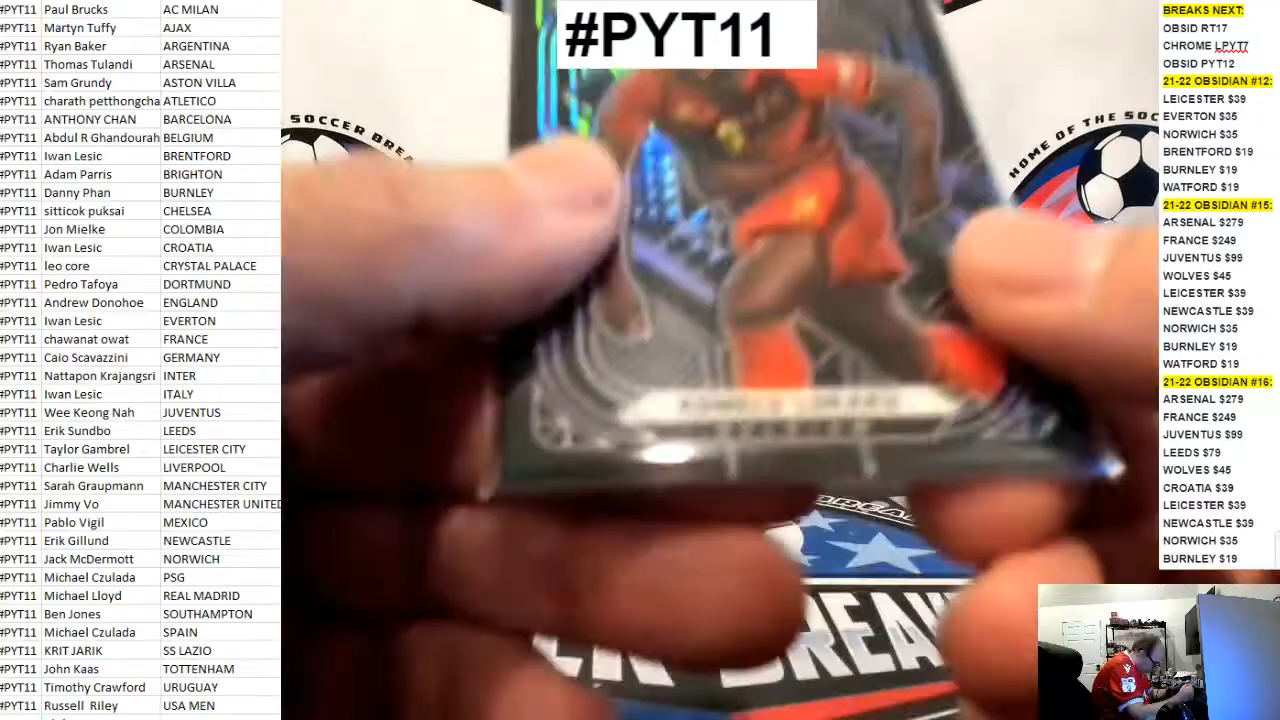 #PYT11 Paul Brucks AC MILAN
#PYT11 Martyn Tuffy AJAX
#PYT11 Ryan Baker ARGENTINA
#PYT11 Thomas Tulandi ARSENAL
#PYT11 Sam Grundy ASTON VILLA
#PYT11 charath petthongcha ATLETICO
#PYT11 ANTHONY CHAN BARCELONA
#PYT11 Abdul R Ghandourah BELGIUM
#PYT11 Iwan Lesic BRENTFORD
#PYT11 Adam Parris BRIGHTON
#PYT11 Danny Phan BURNLEY
#PYT11 sitticok puksai CHELSEA
#PYT11 Jon Mielke COLOMBIA
#PYT11 Iwan Lesic CROATIA
#PYT11 leo core CRYSTAL PALACE
#PYT11 Pedro Tafoya DORTMUND
#PYT11 Andrew Donohoe ENGLAND
#PYT11 Iwan Lesic EVERTON
#PYT11 chawanat owat FRANCE
#PYT11 Caio Scavazzini GERMANY
#PYT11 Nattapon Krajangsri INTER
#PYT11 Iwan Lesic ITALY
#PYT11 Wee Keong Nah JUVENTUS
#PYT11 Erik Sundbo LEEDS
#PYT11 Taylor Gambrel LEICESTER CITY
#PYT11 Charlie Wells LIVERPOOL
#PYT11 Sarah Graupmann MANCHESTER CITY
#PYT11 Jimmy Vo MANCHESTER UNITED
#PYT11 Pablo Vigil MEXICO
#PYT11 Erik Gillund NEWCASTLE
#PYT11 Jack McDermott NORWICH
#PYT11 Michael Czulada PSG
#PYT11 Michael Lloyd REAL MADRID
#PYT11 Ben Jones SOUTHAMPTON
#PYT11 Michael Czulada SPAIN
#PYT11 KRIT JARIK SS LAZIO
#PYT11 John Kaas TOTTENHAM
#PYT11 Timothy Crawford URUGUAY
#PYT11 Russell Riley USA MEN
#PYT11
SOCCER BREA
HOME OF THE SOC
ER BREAK
BREAKS NEXT:
OBSID RT17
CHROME LPYT7
OBSID PYT12
21-22 OBSIDIAN #12:
LEICESTER $39
EVERTON $35
NORWICH $35
BRENTFORD $19
BURNLEY $19
WATFORD $19
21-22 OBSIDIAN #15:
ARSENAL $279
FRANCE $249
JUVENTUS $99
WOLVES $45
LEICESTER $39
NEWCASTLE $39
NORWICH $35
BURNLEY $19
WATFORD $19
21-22 OBSIDIAN #16:
ARSENAL $279
FRANCE $249
JUVENTUS $99
LEEDS $79
WOLVES $45
CROATIA $39
LEICESTER $39
NEWCASTLE $39
NORWICH $35
BURNLEY $19